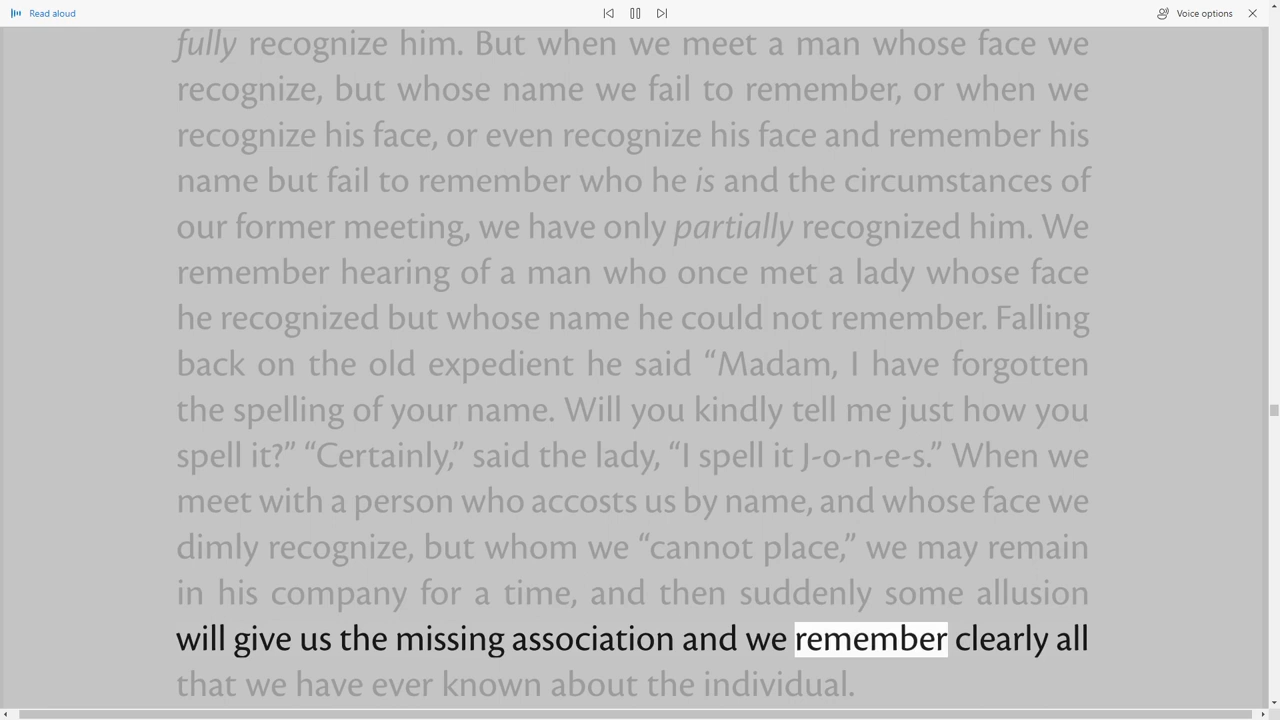 Read aloud
Voice options
fully recognize him. But when we meet a man whose face we
recognize, but whose name we fail to remember, or when we
recognize his face, or even recognize his face and remember his
name but fail to remember who he is and the circumstances of
our former meeting, we have only partially recognized him. We
remember hearing of a man who once met a lady whose face
he recognized but whose name he could not remember. Falling
back on the old expedient he said “Madam, I have forgotten
the spelling of your name. Will you kindly tell me just how you
spell it?” “Certainly,” said the lady, “I spell it J-o-n-e-s.” When we
meet with a person who accosts us by name, and whose face we
dimly recognize, but whom we “cannot place,” we may remain
in his company for a time, and then suddenly some allusion
will give us the missing association and we remember clearly all
that we have ever known about the individual.